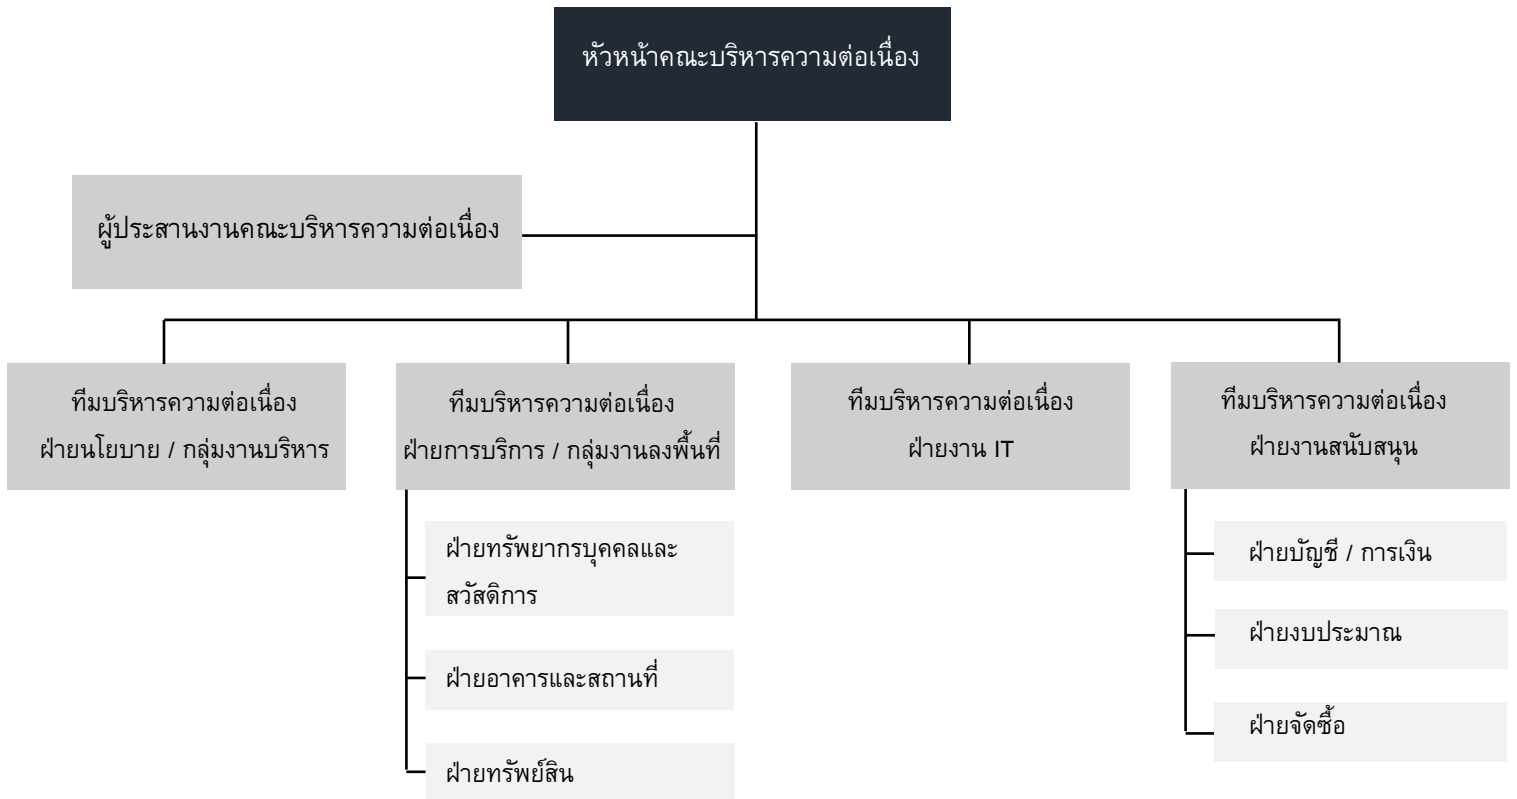 หัวหน้าคณะบริหารความต่อเนื่อง
ผู้ประสานงานคณะบริหารความต่อเนื่อง
ทีมบริหารความต่อเนื่อง
ฝ่ายนโยบาย / กลุ่มงานบริหาร
ทีมบริหารความต่อเนื่อง
ฝ่ายการบริการ / กลุ่มงานลงพื้นที่
ฝ่ายทรัพยากรบุคคลและ
สวัสดิการ
ฝ่ายอาคารและสถานที่
ฝ่ายทรัพย์สิน
ทีมบริหารความต่อเนื่อง
ฝ่ายงาน IT
ทีมบริหารความต่อเนื่อง
ฝ่ายงานสนับสนุน
ฝ่ายบัญชี / การเงิน
ฝ่ายงบประมาณ
ฝ่ายจัดซื้อ